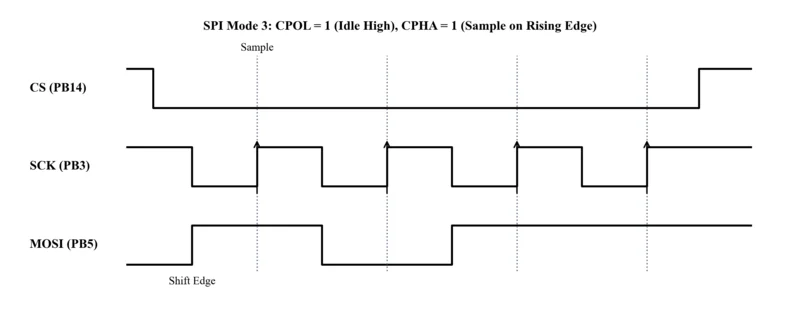 SPI Mode 3: CPOL = 1 (Idle High), CPHA = 1 (Sample on Rising Edge)
Sample
CS (PB14)
SCK (PB3)
MOSI (PB5)
Shift Edge